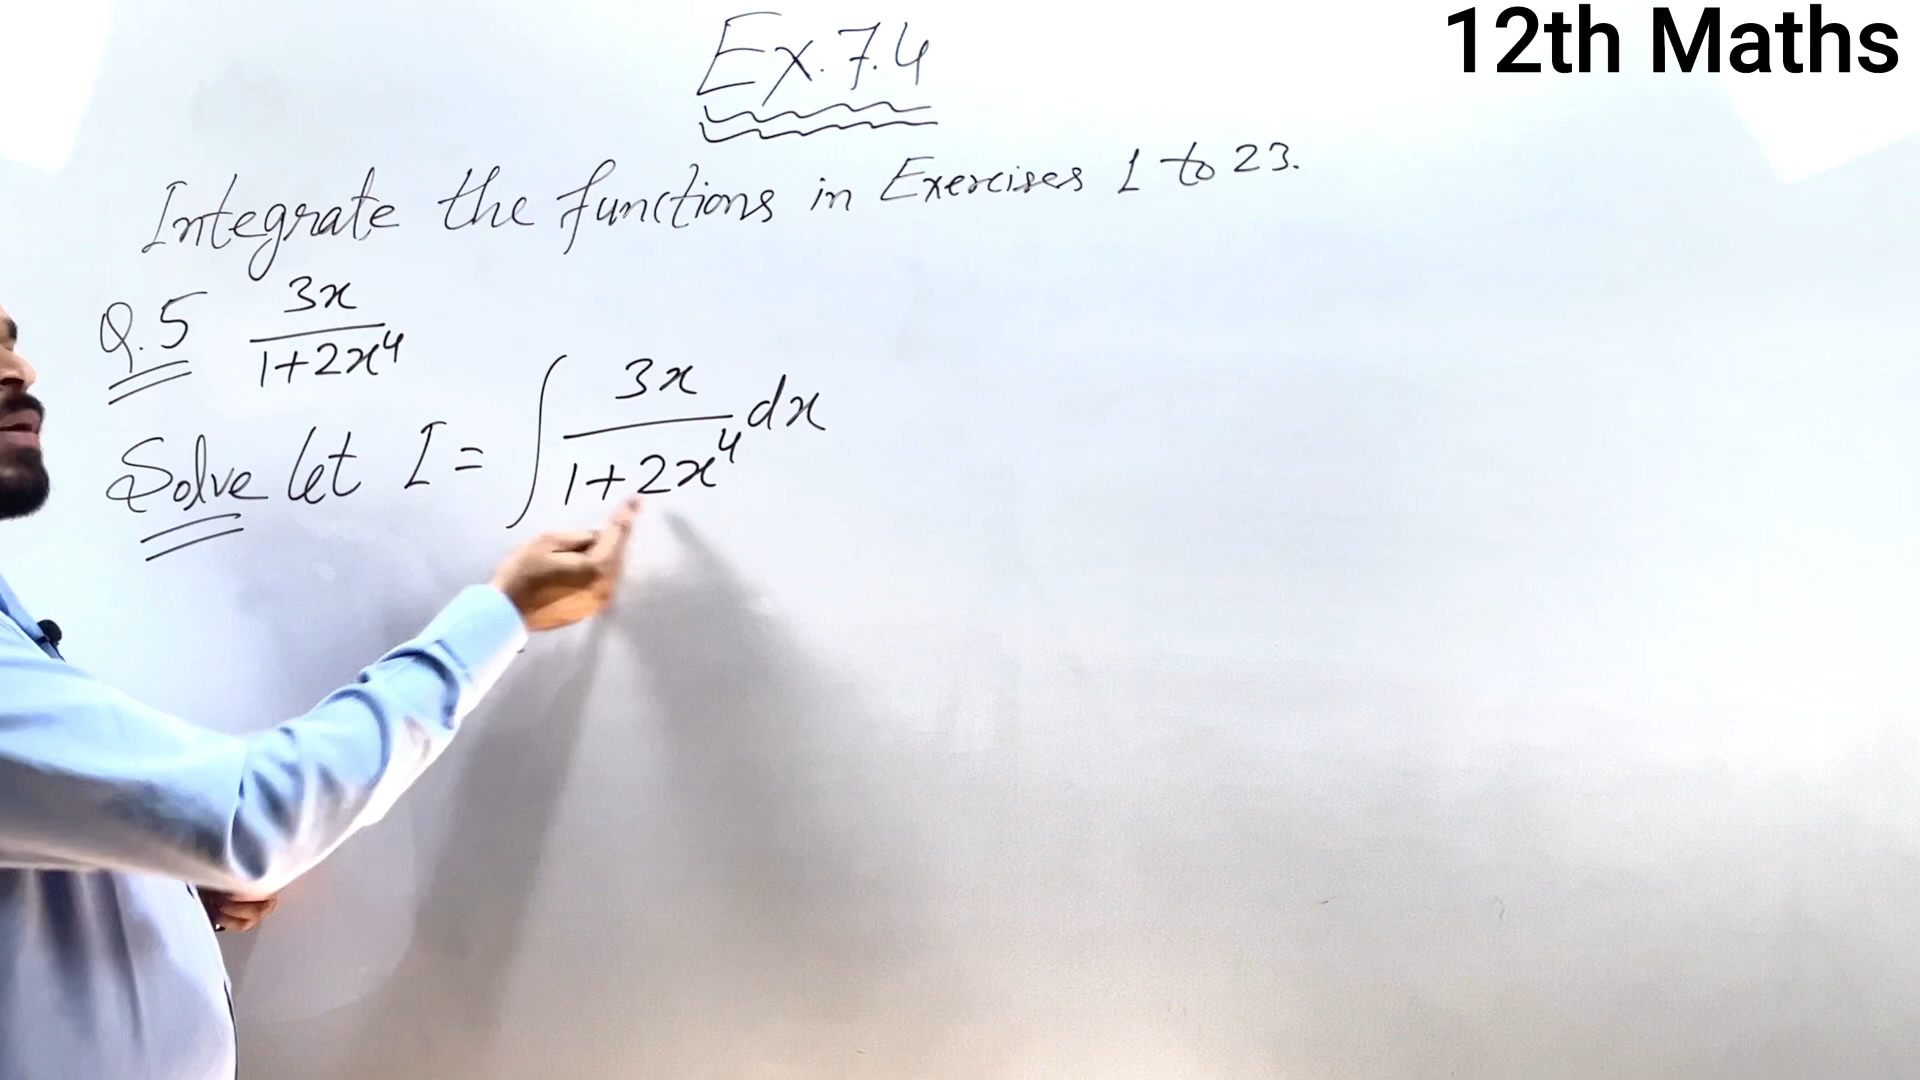 12th Maths
Ex. 7.4
Integrate the functions in Exercises 1 to 23.
Q.5 3x/1+2x⁴
Solve let I = ∫ 3x/1+2x⁴ dx